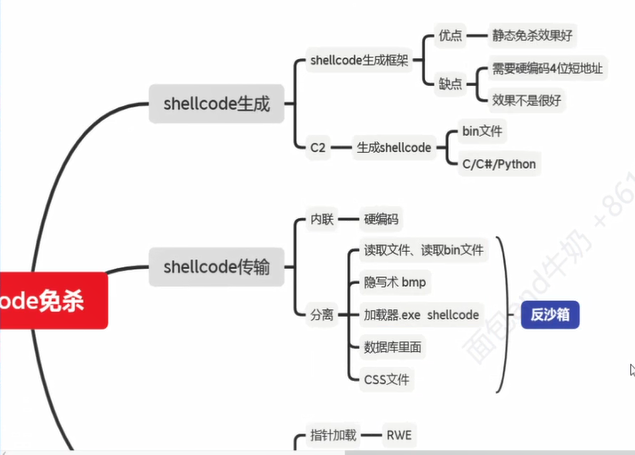 ode免杀
shellcode生成
shellcode生成框架
优点
静态免杀效果好
缺点
需要硬编码4位短地址
效果不是很好
C2
生成shellcode
bin文件
C/C#/Python
shellcode传输
内联
硬编码
分离
读取文件、读取bin文件
隐写术 bmp
加载器.exe shellcode
数据库里面
CSS文件
反沙箱
指针加载
RWE
面包and牛奶 +861